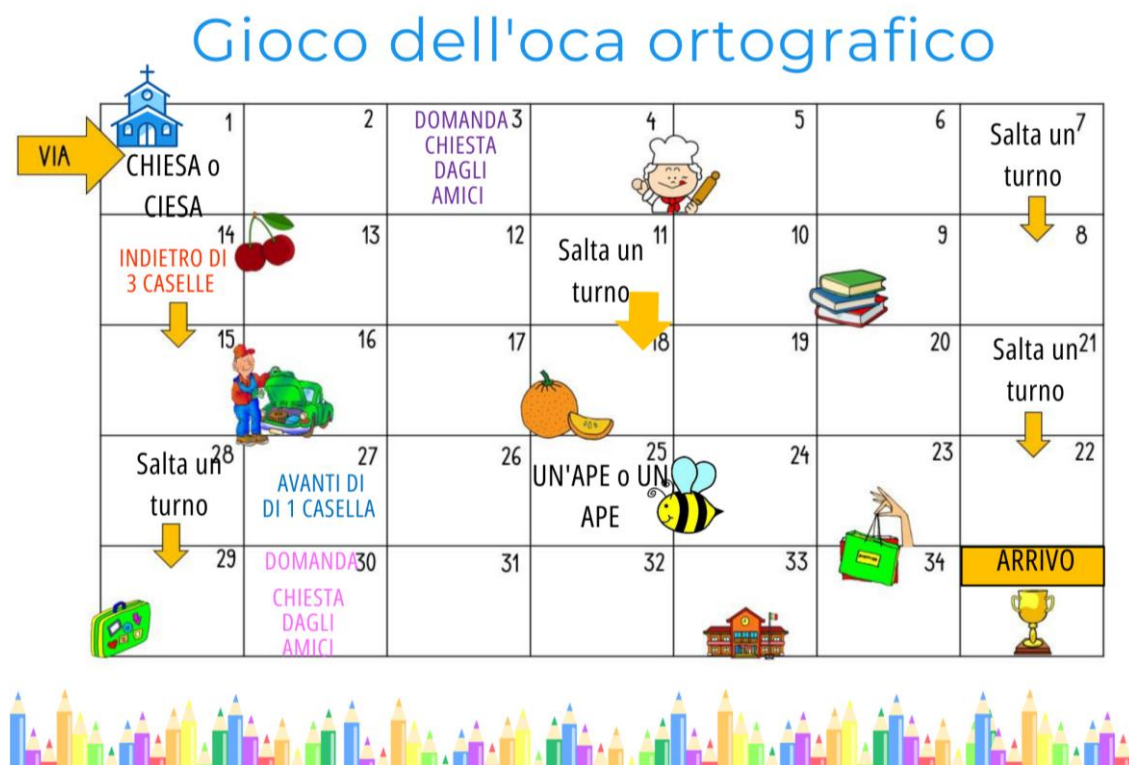 Gioco dell'oca ortografico
VIA
1
CHIESA o
CIESA
2
DOMANDA 3
CHIESTA
DAGLI
AMICI
4
5
6
7
Salta un
turno
14
INDIETRO DI
3 CASELLE
13
12
11
Salta un
turno
10
9
8
15
16
17
18
19
20
21
Salta un
turno
28
Salta un
turno
27
AVANTI DI
DI 1 CASELLA
26
25
UN'APE o UN
APE
24
23
22
29
DOMANDA 30
CHIESTA
DAGLI
AMICI
31
32
33
34
ARRIVO